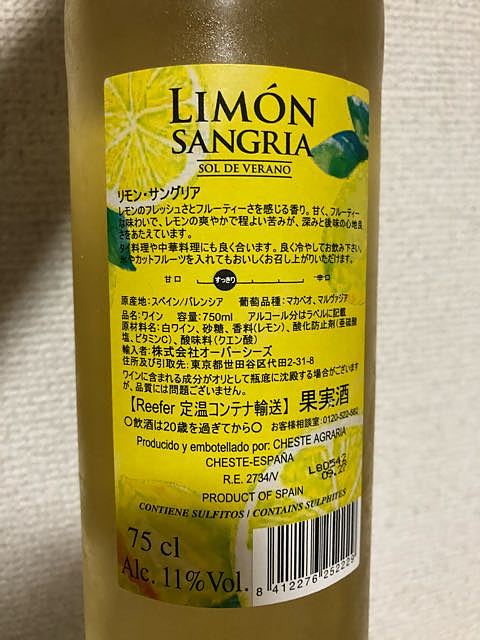 LIMÓN
SANGRIA
SOL DE VERANO
リモン・サングリア
レモンのフレッシュさとフルーティーさを感じる香り。甘く、フルーティー
な味わいで、レモンの爽やかで程よい苦みが、深みと後味の心地良
さをあたえています。
タイ料理や中華料理にも良く合います。良く冷やしてお飲み下さい。
氷やカットフルーツを入れてもおいしくお召し上がりいただけます。
甘口 すっきり 辛口
原産地:スペイン/バレンシア 葡萄品種:マカベオ、マルヴァジア
品名:ワイン 容量:750ml アルコール分はラベルに記載
原材料名:白ワイン、砂糖、香料(レモン)、酸化防止剤(亜硫酸
塩、ビタミンC)、酸味料(クエン酸)
輸入者:株式会社オーバーシーズ
住所及び引取先:東京都世田谷区代田2-31-8
ワインに含まれる成分がオリとして瓶底に沈殿する場合がございます
が、品質には問題ございません。
【Reefer 定温コンテナ輸送】 果実酒
○飲酒は20歳を過ぎてから○ お客様相談室:0120-522-582
Producido y embotellado por: CHESTE AGRARIA
CHESTE-ESPAÑA
R.E. 2734/V
PRODUCT OF SPAIN
L80542
09.27
CONTIENE SULFITOS / CONTAINS SULPHITES
75 cl
Alc. 11% Vol.
8 412276 252229